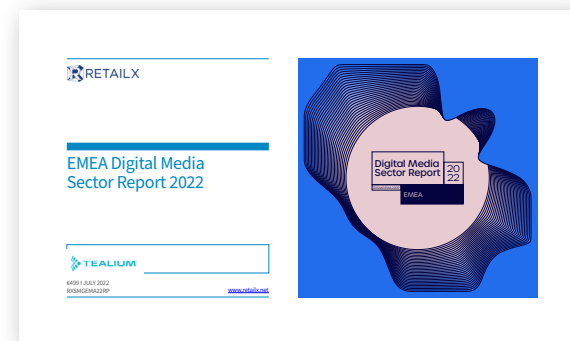 RETAILX
EMEA Digital Media
Sector Report 2022
TEALIUM
6499 I JULY 2022
RXSMGEMA22RP
www.retailx.net
Digital Media
Sector Report
20
22
EMEA